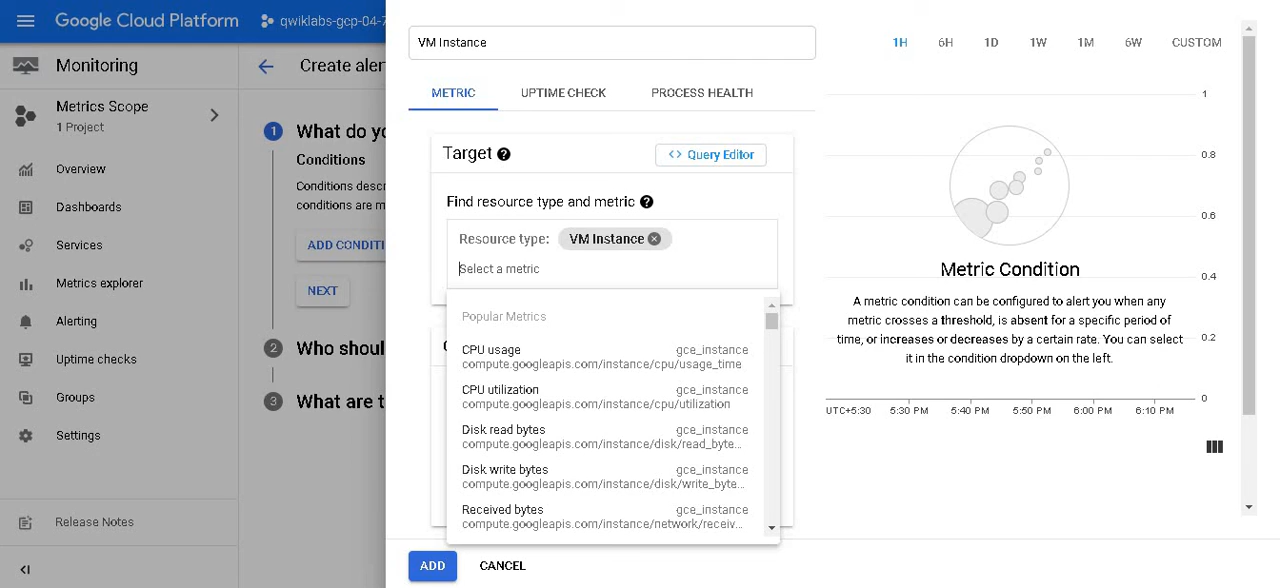 Google Cloud Platform
qwiklabs-gcp-04-7
Monitoring
Metrics Scope
1 Project
Overview
Dashboards
Services
Metrics explorer
Alerting
Uptime checks
Groups
Settings
Release Notes
Create aler
1
What do yo
Conditions
Conditions descr
conditions are m
ADD CONDITI
NEXT
2
Who shoul
3
What are t
VM Instance
METRIC
UPTIME CHECK
PROCESS HEALTH
Target
Query Editor
Find resource type and metric
Resource type: VM Instance
Select a metric
Popular Metrics
CPU usage gce_instance
compute.googleapis.com/instance/cpu/usage_time
CPU utilization gce_instance
compute.googleapis.com/instance/cpu/utilization
Disk read bytes gce_instance
compute.googleapis.com/instance/disk/read_byte...
Disk write bytes gce_instance
compute.googleapis.com/instance/disk/write_byte...
Received bytes gce_instance
compute.googleapis.com/instance/network/receiv...
ADD
CANCEL
1H 6H 1D 1W 1M 6W CUSTOM
1
0.8
0.6
0.4
0.2
0
Metric Condition
A metric condition can be configured to alert you when any
metric crosses a threshold, is absent for a specific period of
time, or increases or decreases by a certain rate. You can select
it in the condition dropdown on the left.
UTC+5:30 5:30 PM 5:40 PM 5:50 PM 6:00 PM 6:10 PM